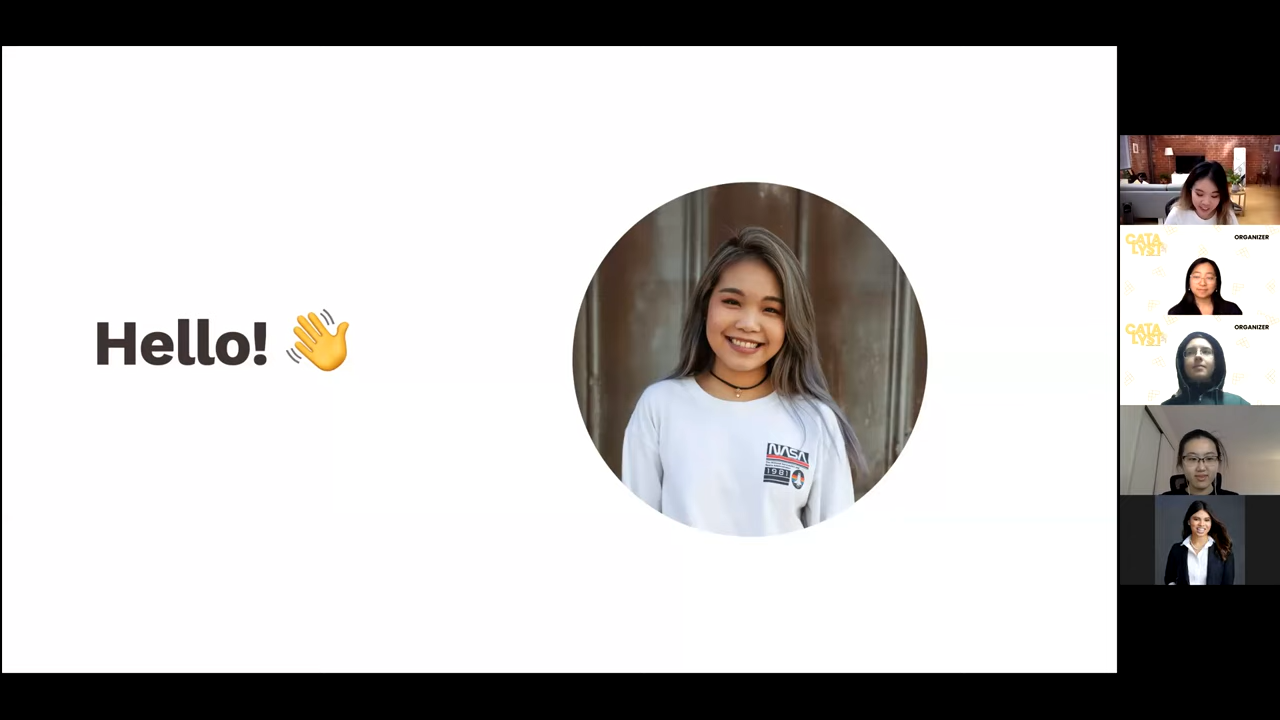 Hello! 👋
NASA
1981
CATA
LYST
ORGANIZER
CATA
LYST
ORGANIZER